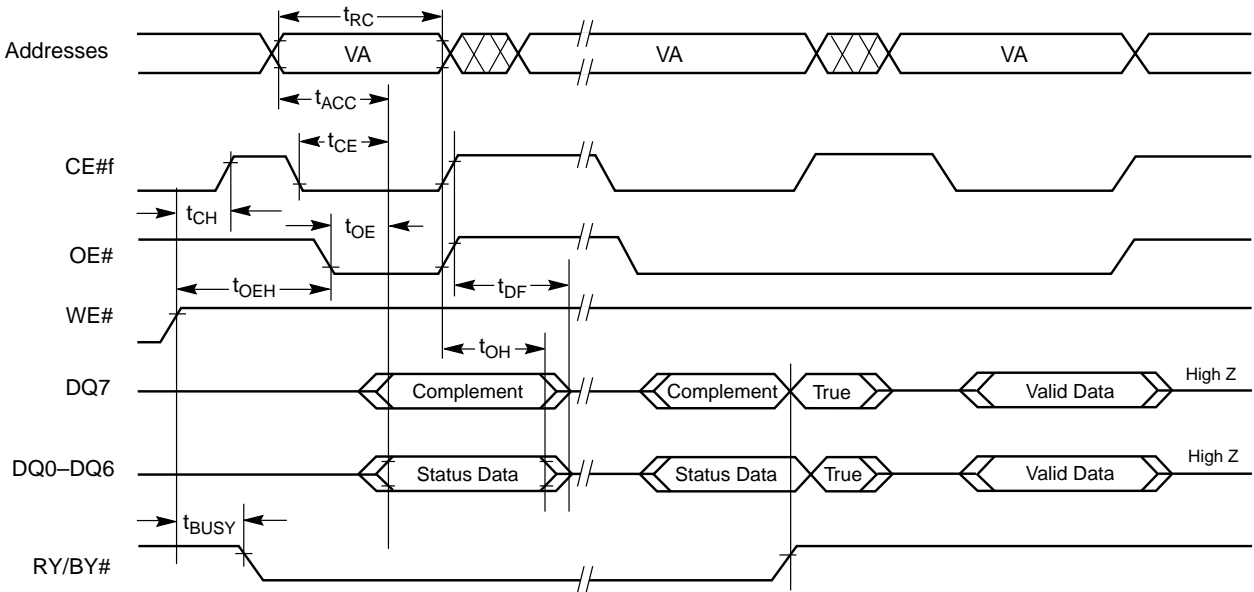 tRC
Addresses VA VA VA
tACC
tCE
CE#f
tCH
tOE
OE#
tOEH
tDF
WE#
tOH
DQ7 Complement Complement True Valid Data High Z
DQ0–DQ6 Status Data Status Data True Valid Data High Z
tBUSY
RY/BY#